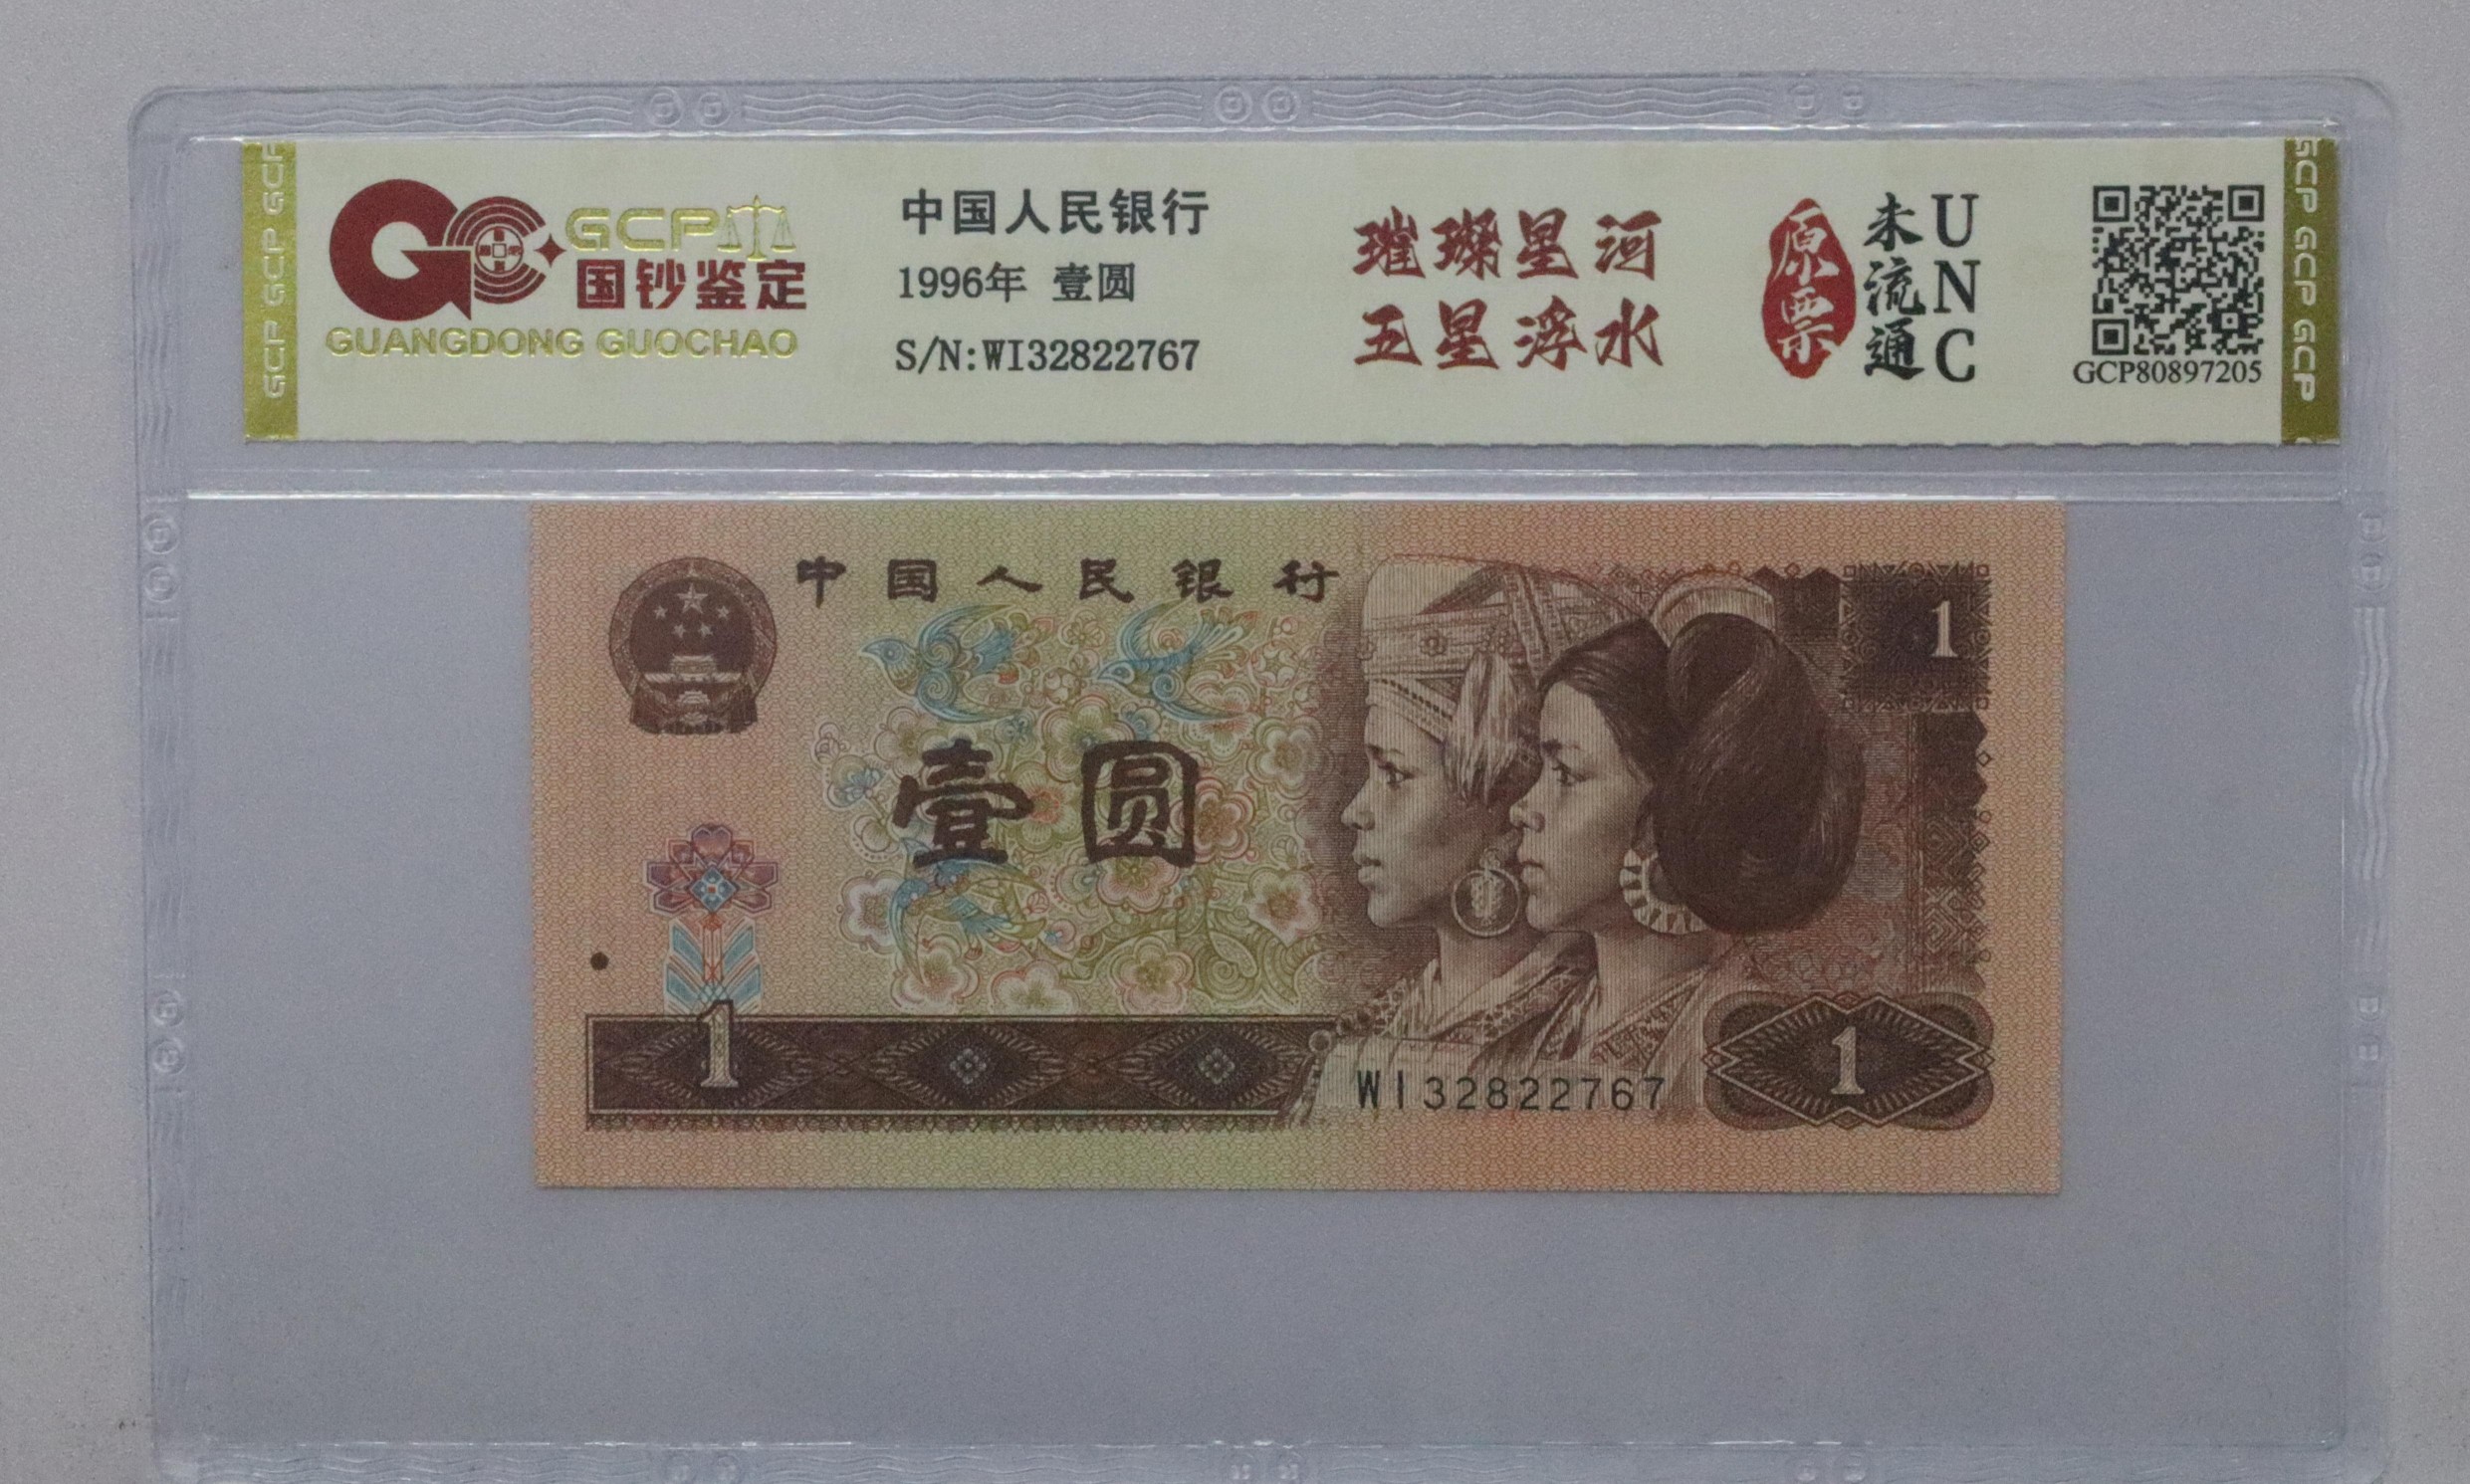 GCP
国钞鉴定
GUANGDONG GUOCHAO
中国人民银行
1996年 壹圆
S/N:WI32822767
璀璨星河
五星浮水
原票
未流通
UNC
GCP80897205
GCP GCP GCP
GCP GCP GCP
中国人民银行
1
壹圆
1
WI32822767
1